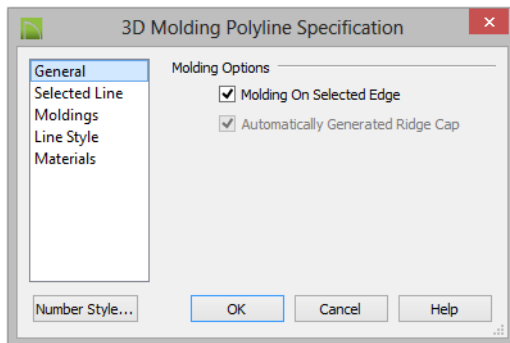 3D Molding Polyline Specification
General
Selected Line
Moldings
Line Style
Materials
Molding Options
Molding On Selected Edge
Automatically Generated Ridge Cap
Number Style...
OK
Cancel
Help